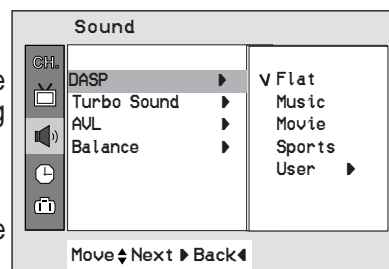 Sound
CH.
DASP
Turbo Sound
AVL
Balance
V Flat
Music
Movie
Sports
User
e
g
e
Move Next Back